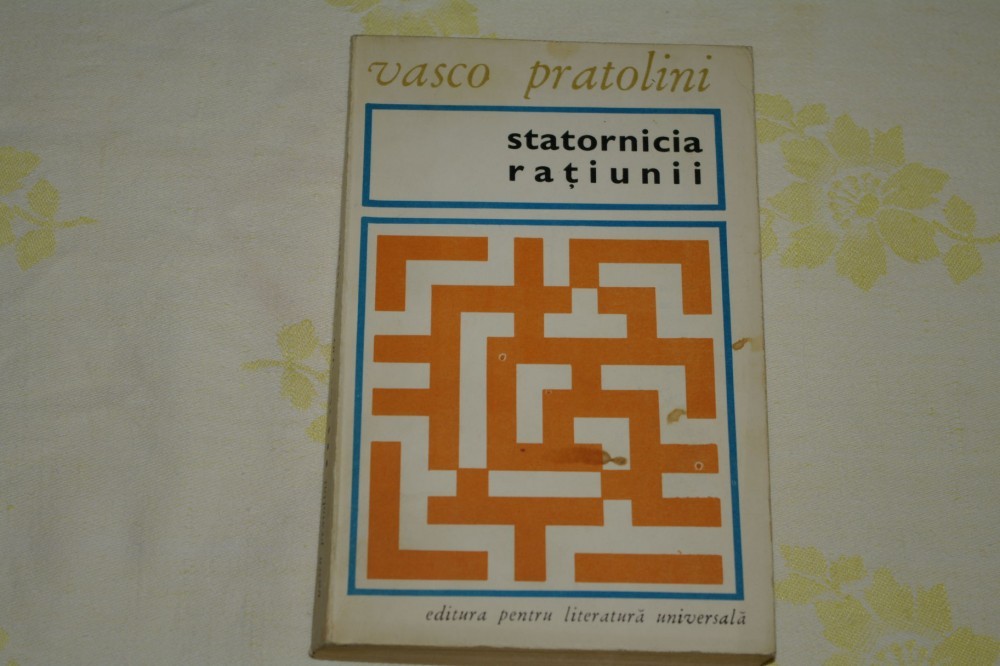 vasco pratolini
statornicia
rațiunii
editura pentru literatură universală